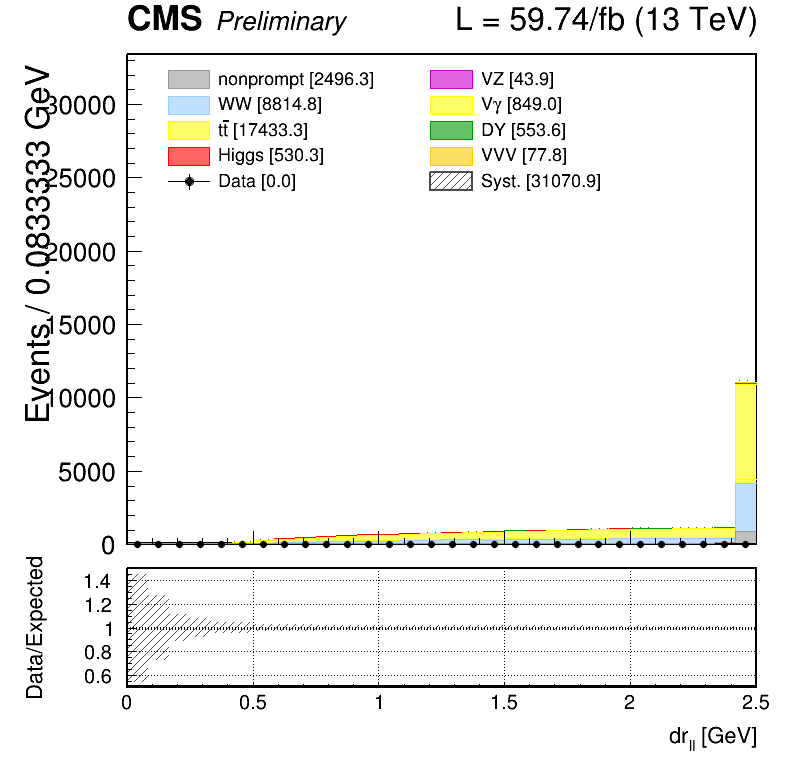 CMS Preliminary L = 59.74/fb (13 TeV)
Events / 0.0833333 GeV
30000
25000
20000
15000
10000
5000
0
nonprompt [2496.3]
WW [8814.8]
tt̄ [17433.3]
Higgs [530.3]
Data [0.0]
VZ [43.9]
Vγ [849.0]
DY [553.6]
VVV [77.8]
Syst. [31070.9]
Data/Expected
1.4
1.2
1
0.8
0.6
0 0.5 1 1.5 2 2.5
dr_ll [GeV]